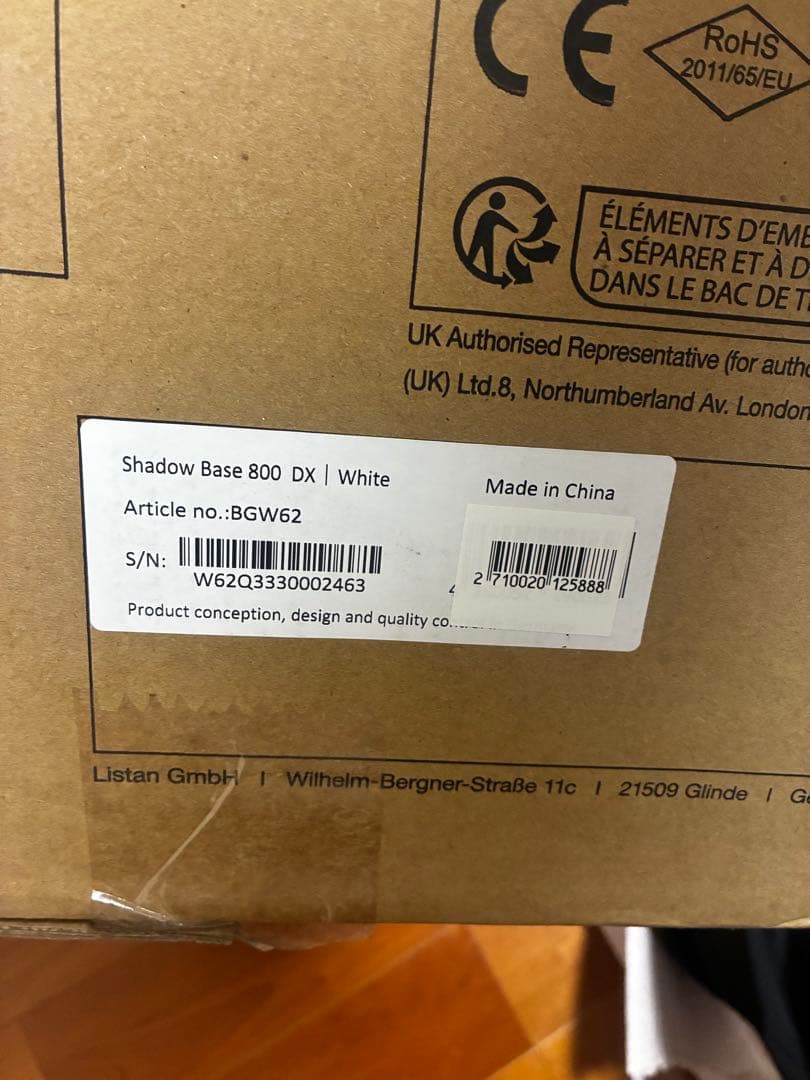 CE
RoHS
2011/65/EU
ÉLÉMENTS D'EMB
À SÉPARER ET À D
DANS LE BAC DE T
UK Authorised Representative (for autho
(UK) Ltd.8, Northumberland Av. London
Shadow Base 800 DX | White
Made in China
Article no.:BGW62
S/N:
W62Q3330002463
2 710020 125888
Product conception, design and quality co
Listan GmbH | Wilhelm-Bergner-Straße 11c | 21509 Glinde | Ge